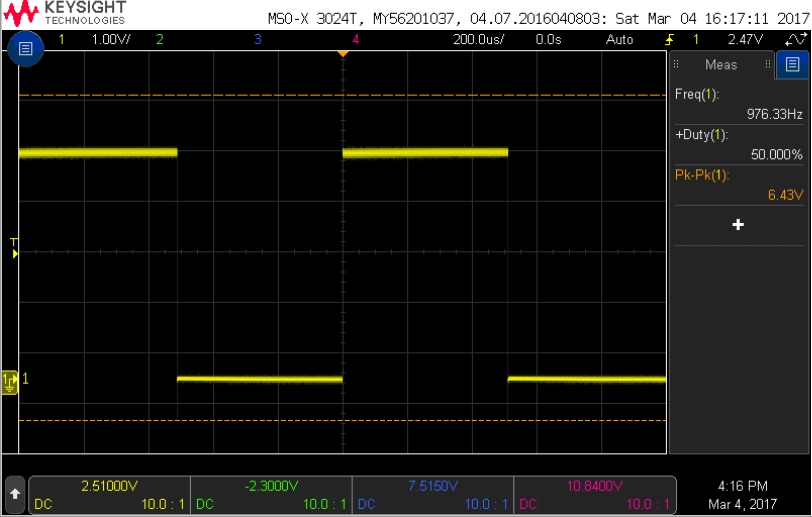 KEYSIGHT
TECHNOLOGIES
MSO-X 3024T, MY56201037, 04.07.2016040803: Sat Mar 04 16:17:11 2017
1 1.00V/ 2 3 4 200.0us/ 0.0s Auto 1 2.47V
Meas
Freq(1):
976.33Hz
+Duty(1):
50.000%
Pk-Pk(1):
6.43V
T
1 1
2.51000V -2.3000V 7.5150V 10.8400V
DC 10.0 : 1 DC 10.0 : 1 DC 10.0 : 1 DC 10.0 : 1
4:16 PM
Mar 4, 2017